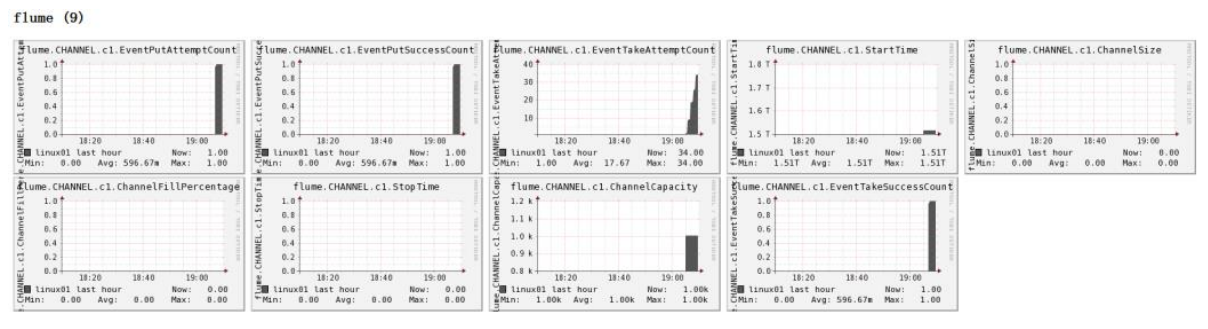 flume (9)
flume.CHANNEL.c1.EventPutAttemptCount
1.0
0.8
0.6
0.4
0.2
0.0
18:20 18:40 19:00
linux01 last hour Now: 1.00
Min: 0.00 Avg: 596.67m Max: 1.00
flume.CHANNEL.c1.EventPutSuccessCount
1.0
0.8
0.6
0.4
0.2
0.0
18:20 18:40 19:00
linux01 last hour Now: 1.00
Min: 0.00 Avg: 596.67m Max: 1.00
flume.CHANNEL.c1.EventTakeAttemptCount
40
30
20
10
18:20 18:40 19:00
linux01 last hour Now: 34.00
Min: 1.00 Avg: 17.67 Max: 34.00
flume.CHANNEL.c1.StartTime
1.8 T
1.7 T
1.6 T
1.5 T
18:20 18:40 19:00
linux01 last hour Now: 1.51T
Min: 1.51T Avg: 1.51T Max: 1.51T
flume.CHANNEL.c1.ChannelSize
1.0
0.8
0.6
0.4
0.2
0.0
18:20 18:40 19:00
linux01 last hour Now: 0.00
Min: 0.00 Avg: 0.00 Max: 0.00
flume.CHANNEL.c1.ChannelFillPercentage
1.0
0.8
0.6
0.4
0.2
0.0
18:20 18:40 19:00
linux01 last hour Now: 0.00
Min: 0.00 Avg: 0.00 Max: 0.00
flume.CHANNEL.c1.StopTime
1.0
0.8
0.6
0.4
0.2
0.0
18:20 18:40 19:00
linux01 last hour Now: 0.00
Min: 0.00 Avg: 0.00 Max: 0.00
flume.CHANNEL.c1.ChannelCapacity
1.2 k
1.1 k
1.0 k
0.9 k
0.8 k
18:20 18:40 19:00
linux01 last hour Now: 1.00k
Min: 1.00k Avg: 1.00k Max: 1.00k
flume.CHANNEL.c1.EventTakeSuccessCount
1.0
0.8
0.6
0.4
0.2
0.0
18:20 18:40 19:00
linux01 last hour Now: 1.00
Min: 0.00 Avg: 596.67m Max: 1.00